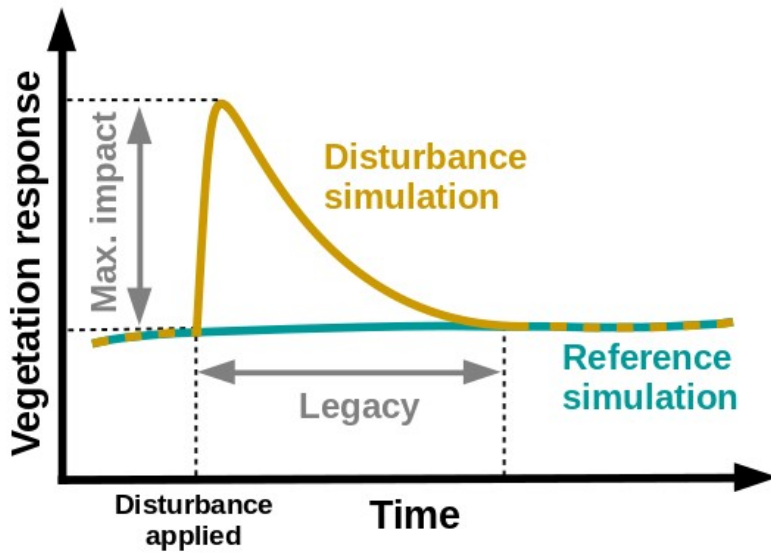 Vegetation response
Max. impact
Disturbance
simulation
Reference
simulation
Legacy
Disturbance
applied
Time